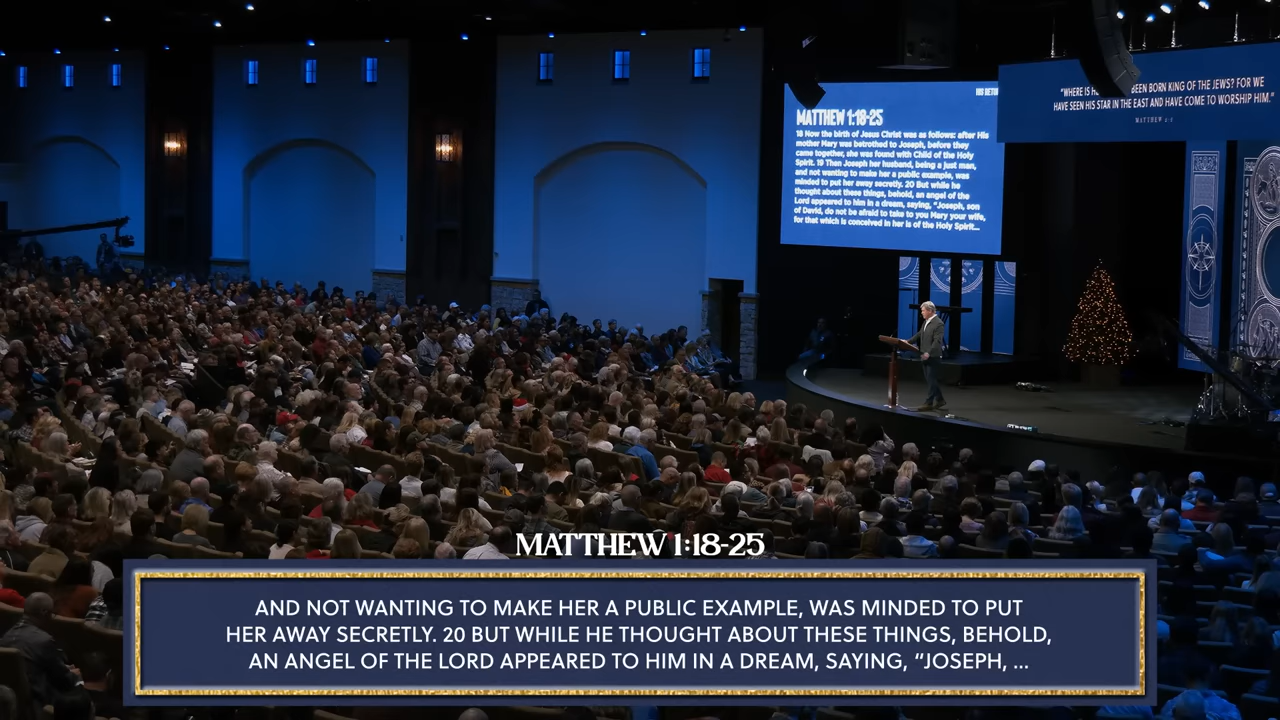 HIS RETU
MATTHEW 1:18-25
18 Now the birth of Jesus Christ was as follows: after His
mother Mary was betrothed to Joseph, before they
came together, she was found with Child of the Holy
Spirit. 19 Then Joseph her husband, being a just man,
and not wanting to make her a public example, was
minded to put her away secretly. 20 But while he
thought about these things, behold, an angel of the
Lord appeared to him in a dream, saying, “Joseph, son
of David, do not be afraid to take to you Mary your wife,
for that which is conceived in her is of the Holy Spirit...
“WHERE IS H BEEN BORN KING OF THE JEWS? FOR WE
HAVE SEEN HIS STAR IN THE EAST AND HAVE COME TO WORSHIP HIM.”
MATTHEW 2:2
MATTHEW 1:18-25
AND NOT WANTING TO MAKE HER A PUBLIC EXAMPLE, WAS MINDED TO PUT
HER AWAY SECRETLY. 20 BUT WHILE HE THOUGHT ABOUT THESE THINGS, BEHOLD,
AN ANGEL OF THE LORD APPEARED TO HIM IN A DREAM, SAYING, “JOSEPH, ...